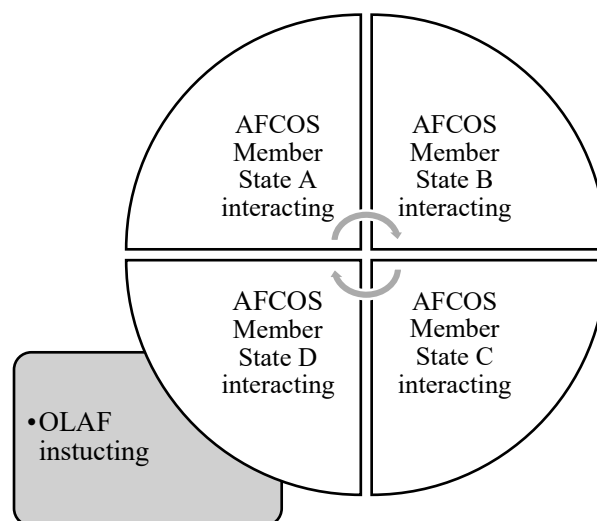 AFCOS
Member
State A
interacting
AFCOS
Member
State B
interacting
AFCOS
Member
State D
interacting
AFCOS
Member
State C
interacting
•OLAF
instucting